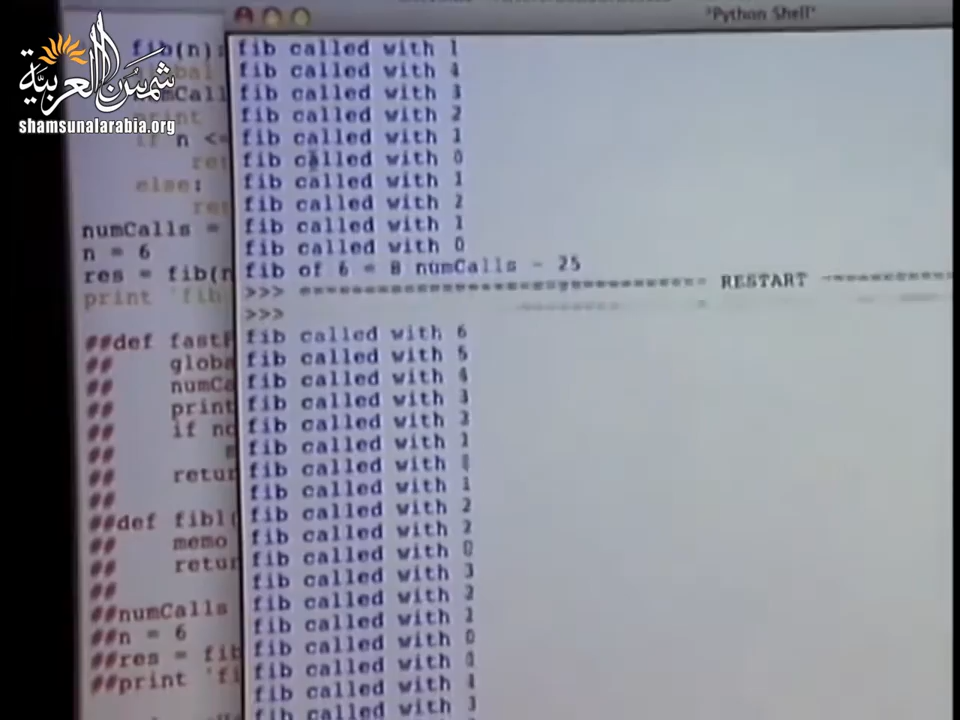 شمس العربية
shamsunalarabia.org
*Python Shell*
fib(n):
if n <=
else:
numCalls =
n = 6
res = fib(n
print 'fib
##def fastF
## globa
## numCa
## print
## if no
## m
## retur
##
##def fib1(
## memo
## retur
##
##numCalls
##n = 6
##res = fib
##print 'fi
fib called with 1
fib called with 4
fib called with 3
fib called with 2
fib called with 1
fib called with 0
fib called with 1
fib called with 2
fib called with 1
fib called with 0
fib of 6 = 8 numCalls = 25
>>> ================================ RESTART ==========
>>>
fib called with 6
fib called with 5
fib called with 4
fib called with 3
fib called with 2
fib called with 1
fib called with 0
fib called with 1
fib called with 2
fib called with
fib called with 0
fib called with 3
fib called with 2
fib called with 1
fib called with 0
fib called with
fib called with
fib called with 3